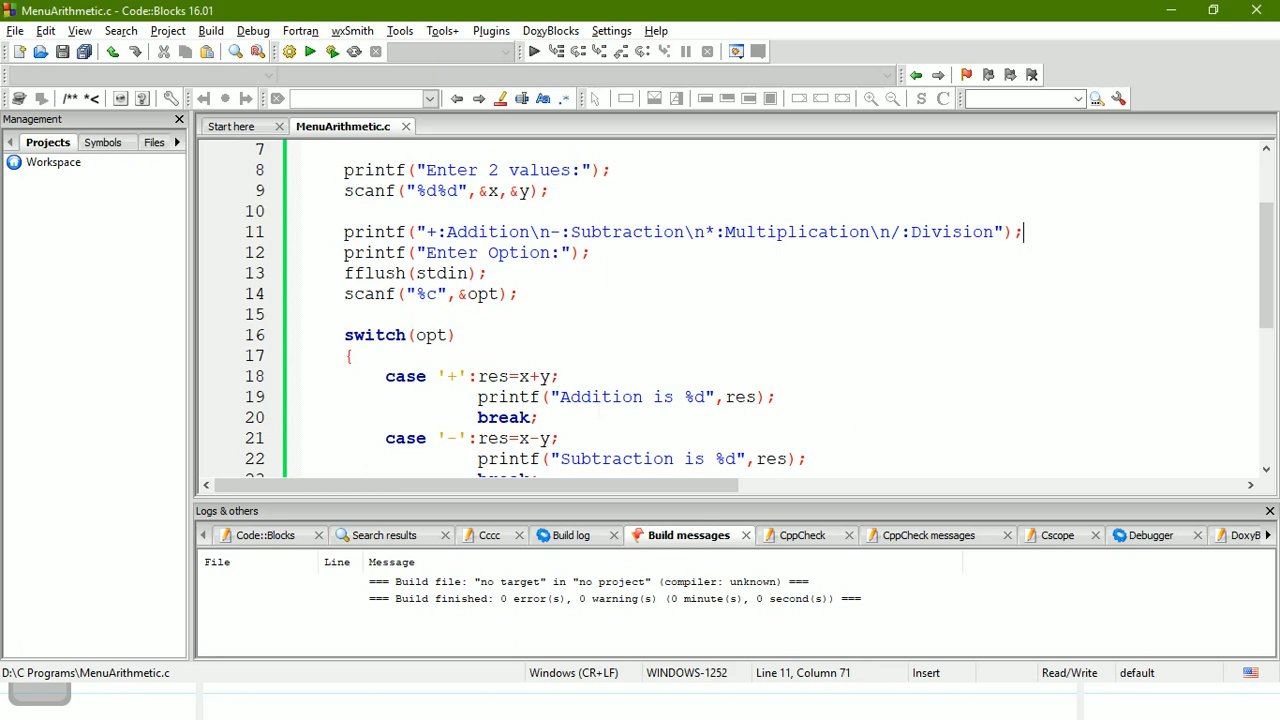 MenuArithmetic.c - Code::Blocks 16.01
File Edit View Search Project Build Debug Fortran wxSmith Tools Tools+ Plugins DoxyBlocks Settings Help
/** *<
S C
Management
Start here MenuArithmetic.c
Projects Symbols Files
Workspace
7
8 printf("Enter 2 values:");
9 scanf("%d%d",&x,&y);
10
11 printf("+:Addition\n-:Subtraction\n*:Multiplication\n/:Division");
12 printf("Enter Option:");
13 fflush(stdin);
14 scanf("%c",&opt);
15
16 switch(opt)
17 {
18 case '+':res=x+y;
19 printf("Addition is %d",res);
20 break;
21 case '-':res=x-y;
22 printf("Subtraction is %d",res);
23 break;
Logs & others
Code::Blocks Search results Cccc Build log Build messages CppCheck CppCheck messages Cscope Debugger DoxyB
File Line Message
=== Build file: "no target" in "no project" (compiler: unknown) ===
=== Build finished: 0 error(s), 0 warning(s) (0 minute(s), 0 second(s)) ===
D:\C Programs\MenuArithmetic.c Windows (CR+LF) WINDOWS-1252 Line 11, Column 71 Insert Read/Write default